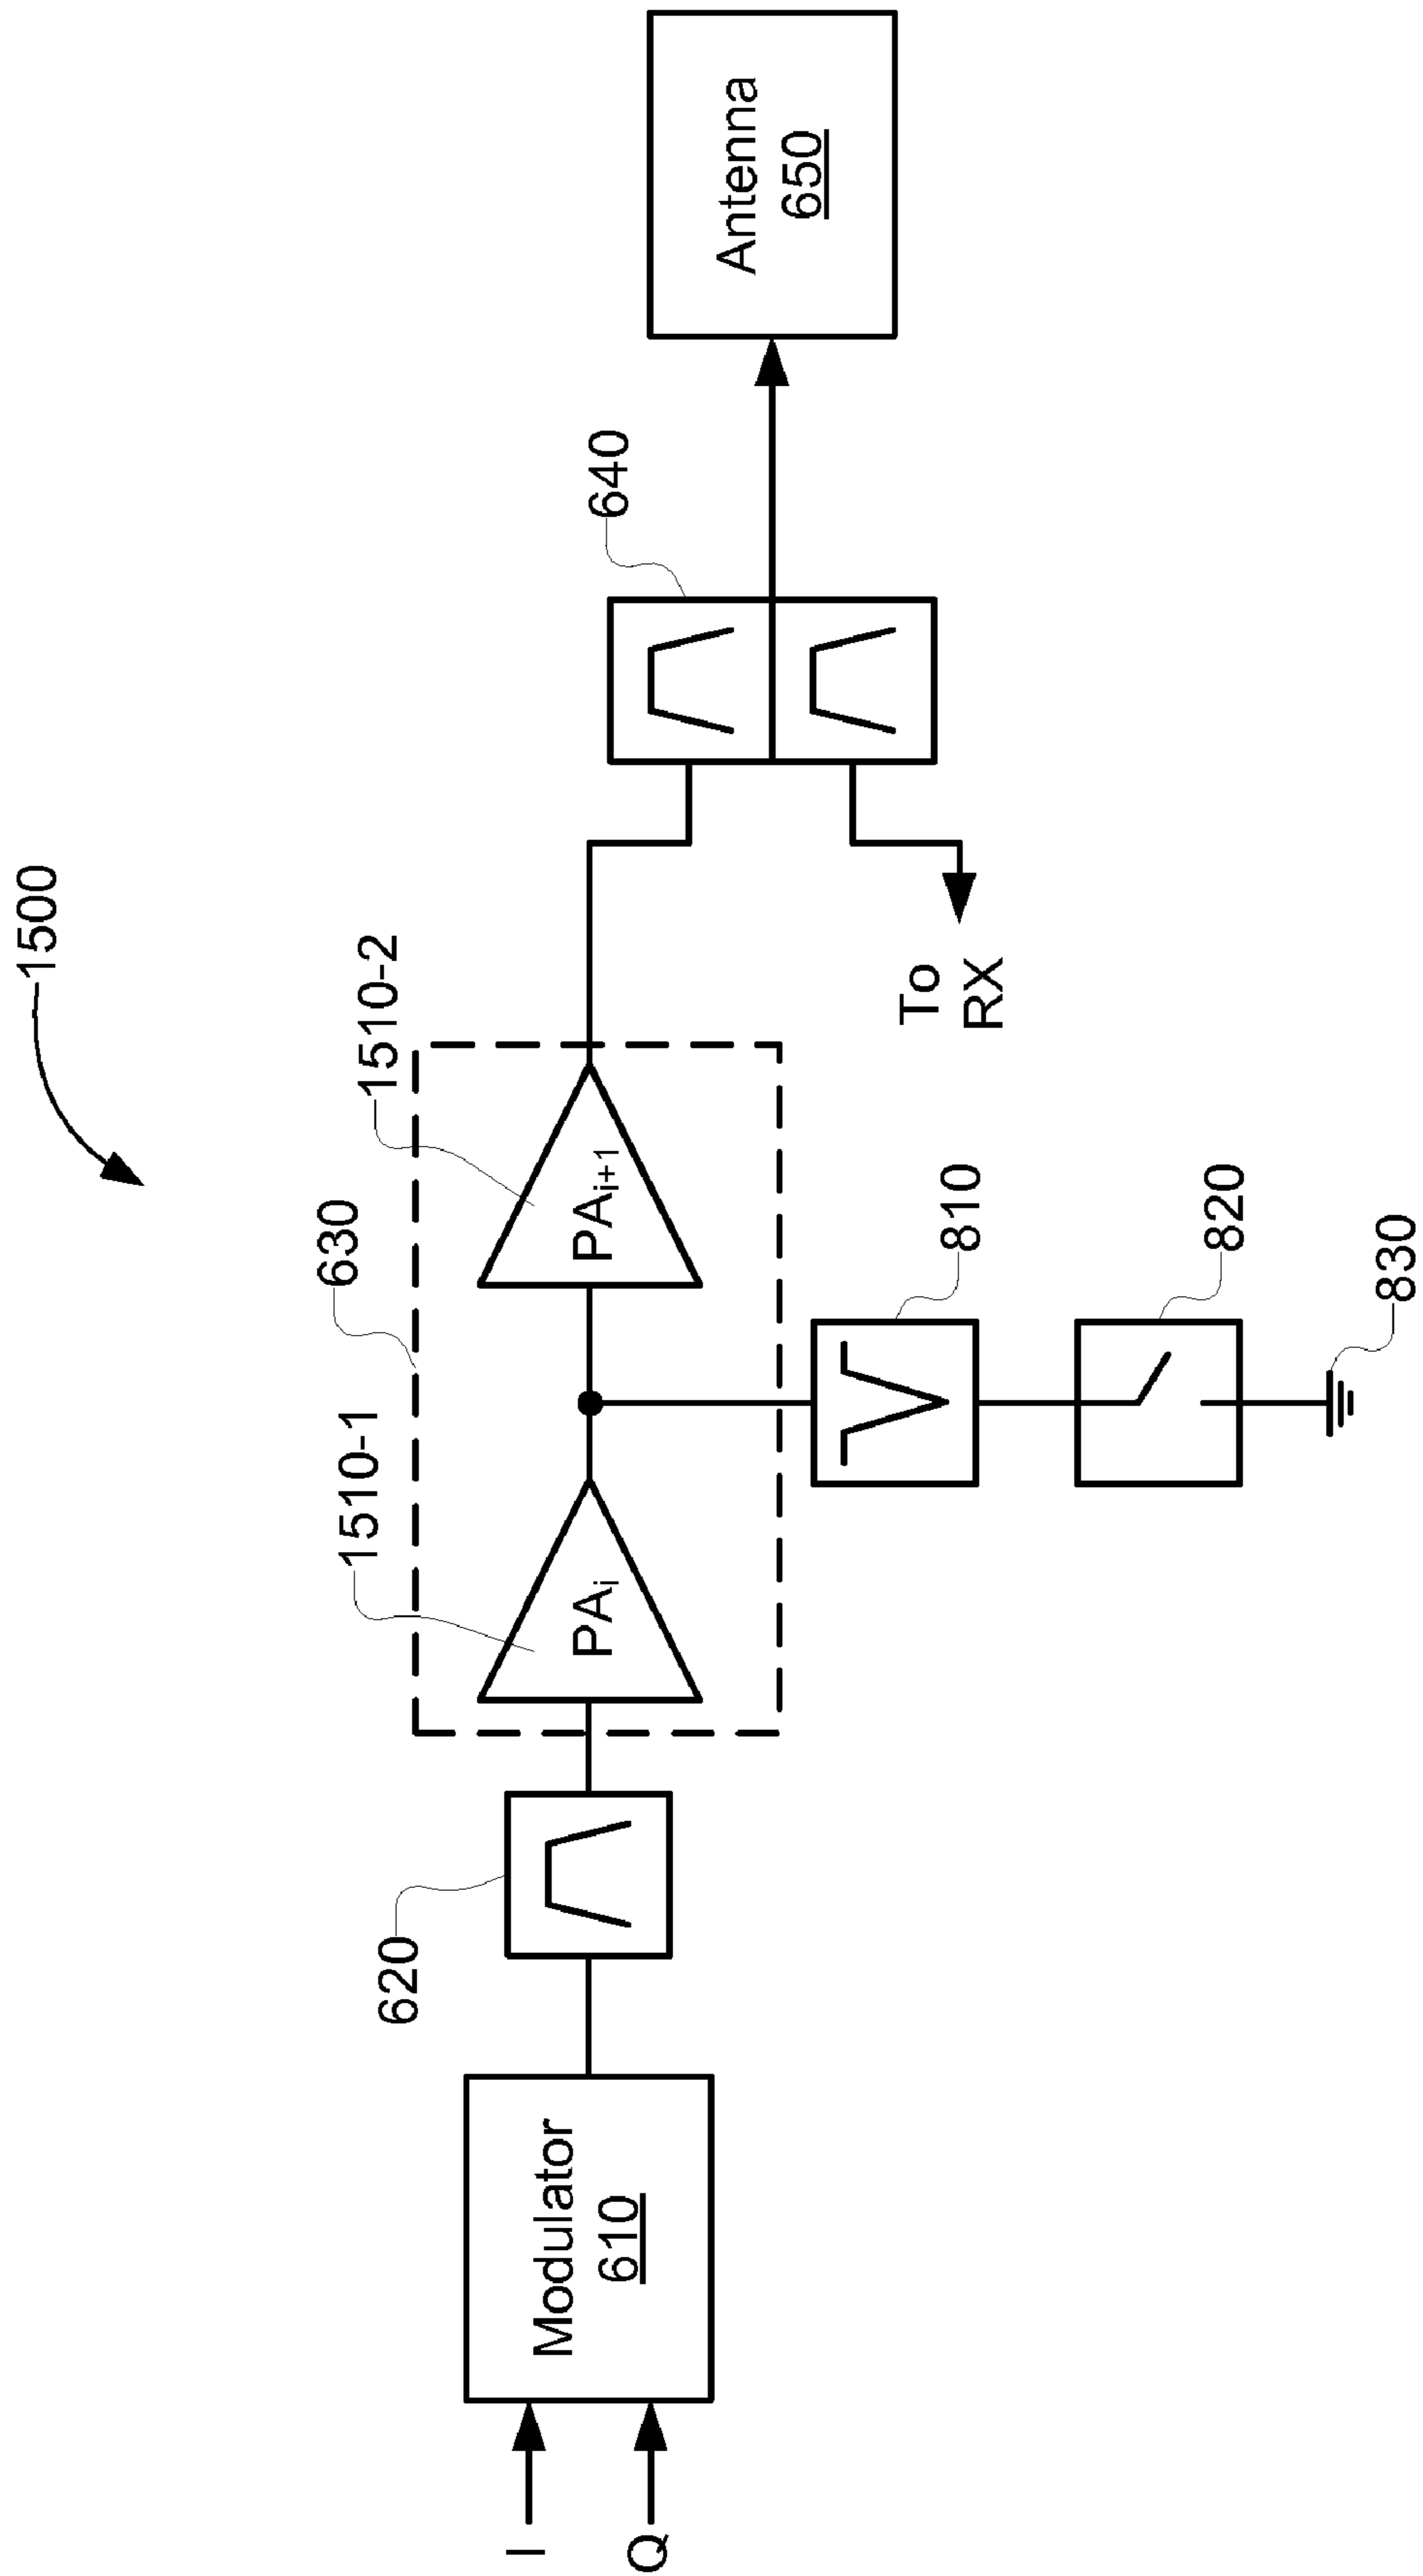 1500
I
Q
Modulator
610
620
630
1510-1
PAi
1510-2
PAi+1
810
820
830
To
RX
640
Antenna
650